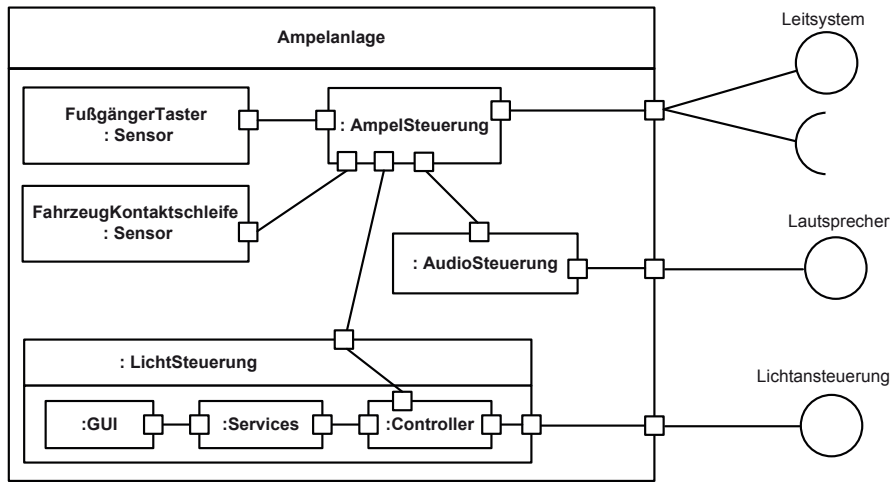 Ampelanlage
Leitsystem
FußgängerTaster
: Sensor
: AmpelSteuerung
FahrzeugKontaktschleife
: Sensor
Lautsprecher
: AudioSteuerung
: LichtSteuerung
Lichtansteuerung
:GUI
:Services
:Controller